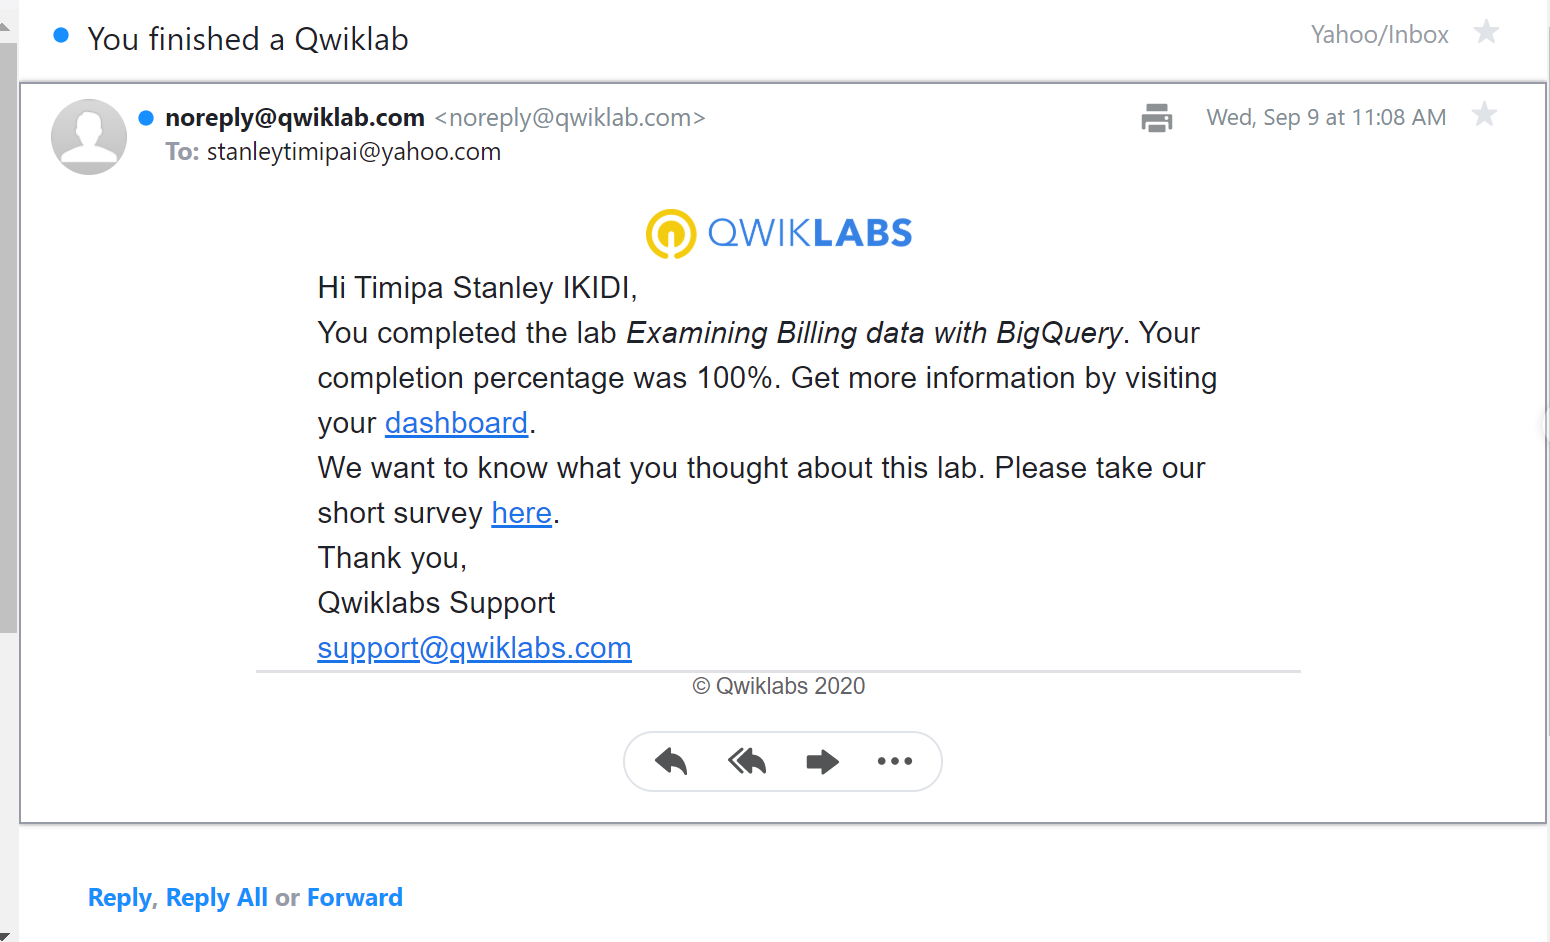 You finished a Qwiklab
Yahoo/Inbox
noreply@qwiklab.com <noreply@qwiklab.com>
Wed, Sep 9 at 11:08 AM
To: stanleytimipai@yahoo.com
QWIKLABS
Hi Timipa Stanley IKIDI,
You completed the lab Examining Billing data with BigQuery. Your
completion percentage was 100%. Get more information by visiting
your dashboard.
We want to know what you thought about this lab. Please take our
short survey here.
Thank you,
Qwiklabs Support
support@qwiklabs.com
© Qwiklabs 2020
Reply, Reply All or Forward